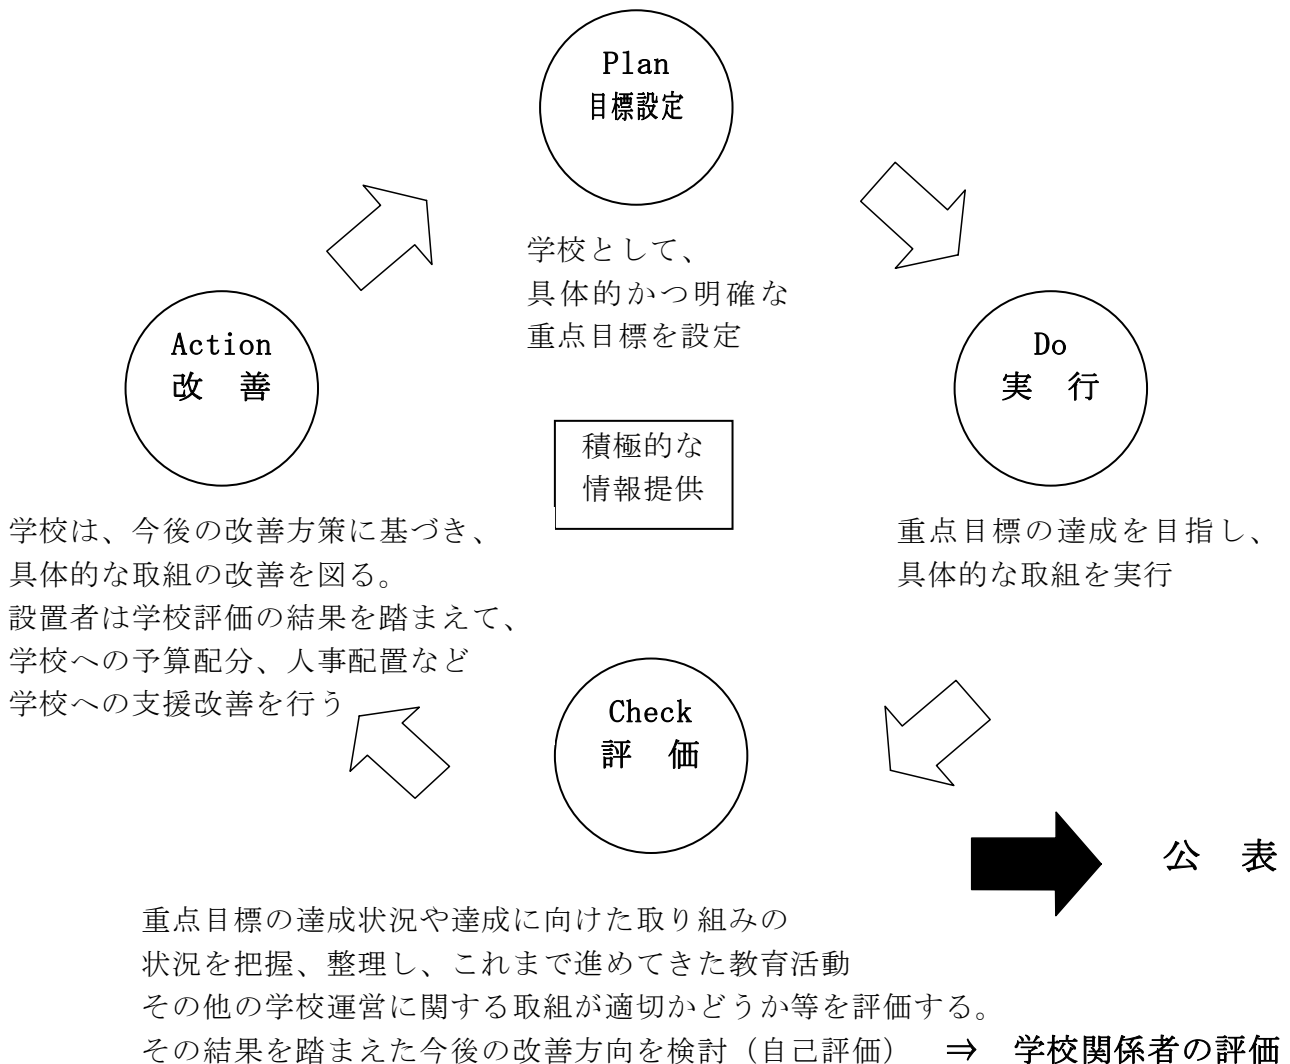 Plan
目標設定
学校として、
具体的かつ明確な
重点目標を設定
Action
改　善
Do
実　行
積極的な
情報提供
学校は、今後の改善方策に基づき、
具体的な取組の改善を図る。
設置者は学校評価の結果を踏まえて、
学校への予算配分、人事配置など
学校への支援改善を行う
重点目標の達成を目指し、
具体的な取組を実行
Check
評　価
公　表
重点目標の達成状況や達成に向けた取り組みの
状況を把握、整理し、これまで進めてきた教育活動
その他の学校運営に関する取組が適切かどうか等を評価する。
その結果を踏まえた今後の改善方向を検討（自己評価）　⇒　学校関係者の評価